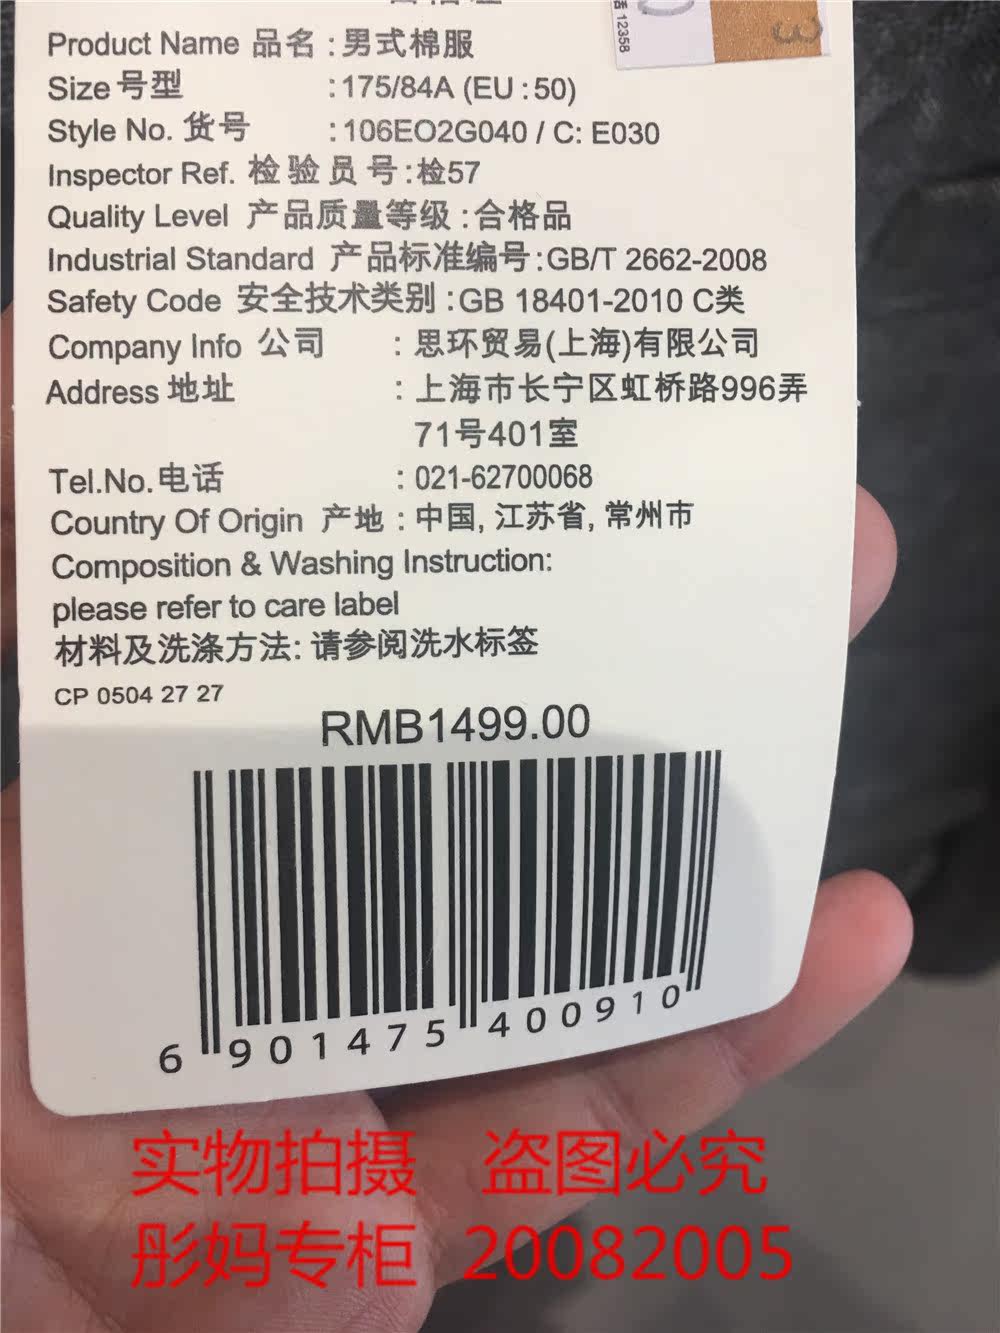 12358
3
Product Name 品名 : 男式棉服
Size 号型 : 175/84A (EU : 50)
Style No. 货号 : 106EO2G040 / C: E030
Inspector Ref. 检验员号 : 检57
Quality Level 产品质量等级 : 合格品
Industrial Standard 产品标准编号 : GB/T 2662-2008
Safety Code 安全技术类别 : GB 18401-2010 C类
Company Info 公司 : 思环贸易(上海)有限公司
Address 地址 : 上海市长宁区虹桥路996弄
71号401室
Tel.No. 电话 : 021-62700068
Country Of Origin 产地 : 中国, 江苏省, 常州市
Composition & Washing Instruction:
please refer to care label
材料及洗涤方法: 请参阅洗水标签
CP 0504 27 27
RMB1499.00
6 901475 400910
实物拍摄 盗图必究
彤妈专柜 20082005